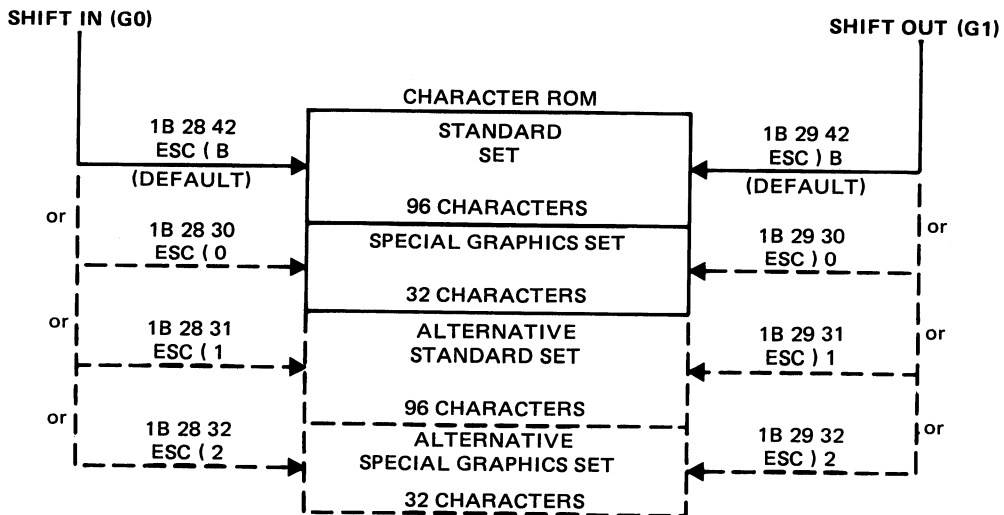 SHIFT IN (G0)
SHIFT OUT (G1)
CHARACTER ROM
1B 28 42
ESC ( B
(DEFAULT)
STANDARD
SET
96 CHARACTERS
1B 29 42
ESC ) B
(DEFAULT)
or
1B 28 30
ESC ( 0
SPECIAL GRAPHICS SET
32 CHARACTERS
1B 29 30
ESC ) 0
or
or
1B 28 31
ESC ( 1
ALTERNATIVE
STANDARD SET
96 CHARACTERS
1B 29 31
ESC ) 1
or
or
1B 28 32
ESC ( 2
ALTERNATIVE
SPECIAL GRAPHICS SET
32 CHARACTERS
1B 29 32
ESC ) 2
or